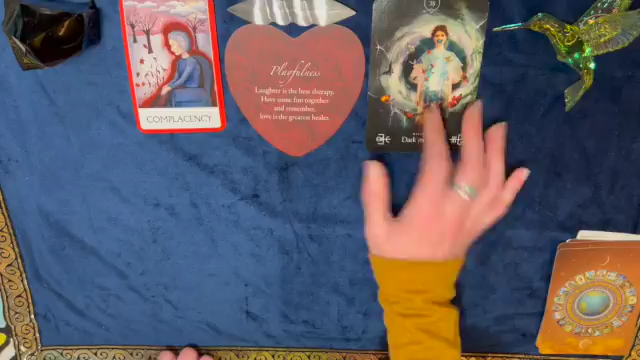 COMPLACENCY
Playfulness
Laughter is the best therapy.
Have some fun together
and remember,
love is the greatest healer.
Dark